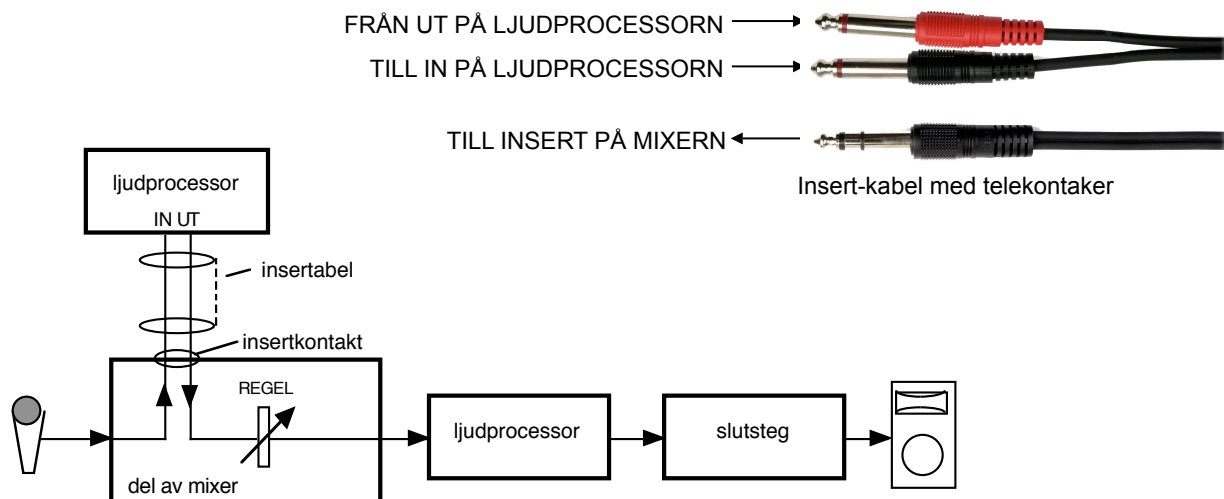 FRÅN UT PÅ LJUDPROCESSORN
TILL IN PÅ LJUDPROCESSORN
TILL INSERT PÅ MIXERN
Insert-kabel med telekontaker
ljudprocessor
IN UT
insertabel
insertkontakt
REGEL
ljudprocessor
slutsteg
del av mixer